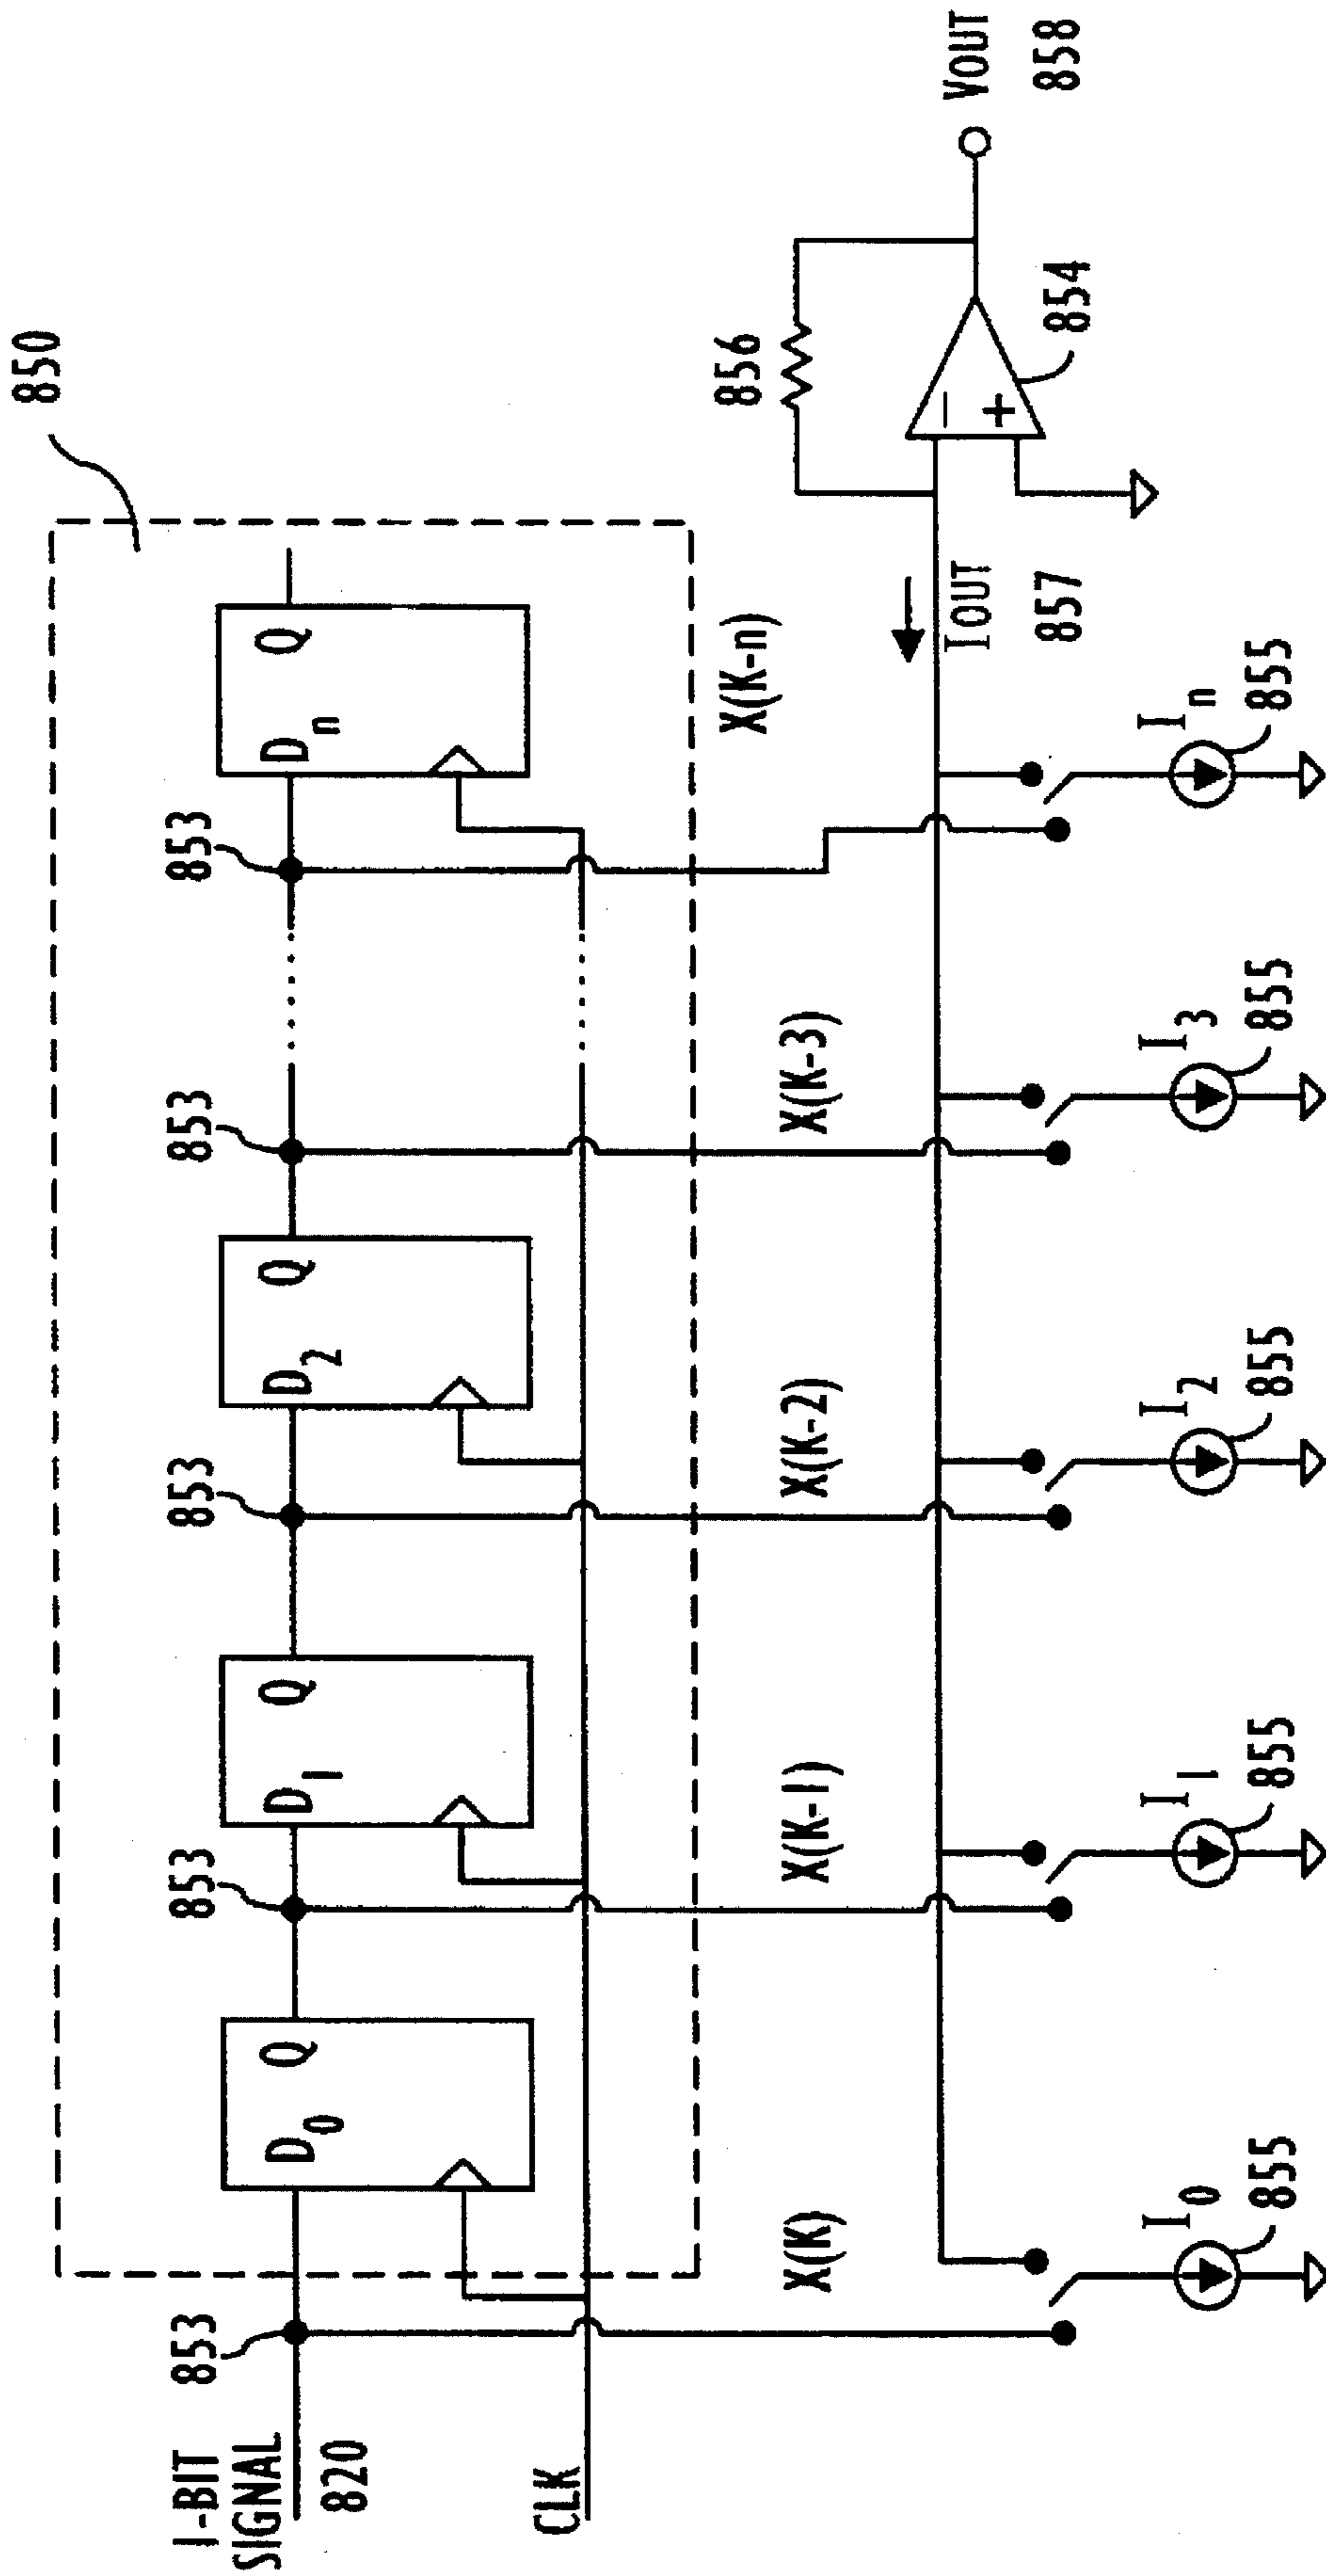 850
853
853
853
853
853
1-BIT
SIGNAL
820
CLK
D0 Q
D1 Q
D2 Q
Dn Q
X(K)
X(K-1)
X(K-2)
X(K-3)
X(K-n)
856
−
+
854
VOUT
858
IOUT
857
I0
855
I1
855
I2
855
I3
855
In
855